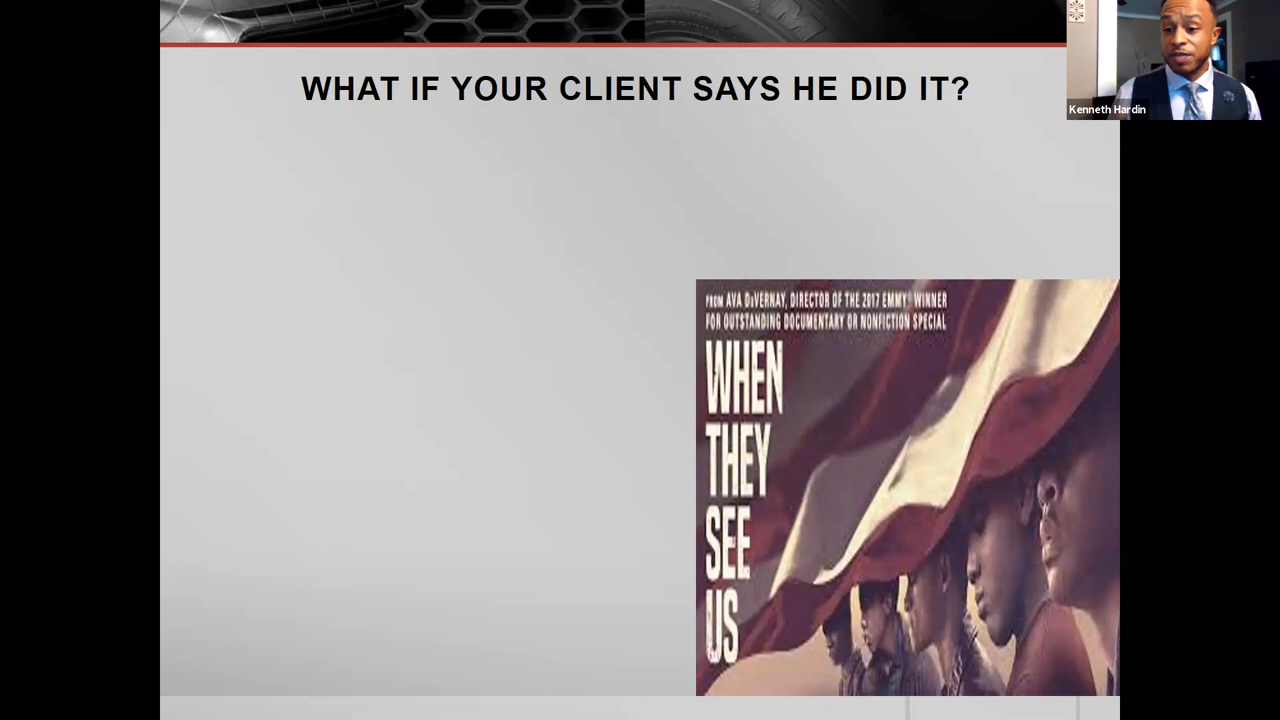 WHAT IF YOUR CLIENT SAYS HE DID IT?
Kenneth Hardin
FROM AVA DuVERNAY, DIRECTOR OF THE 2017 EMMY® WINNER
FOR OUTSTANDING DOCUMENTARY OR NONFICTION SPECIAL
WHEN
THEY
SEE
US